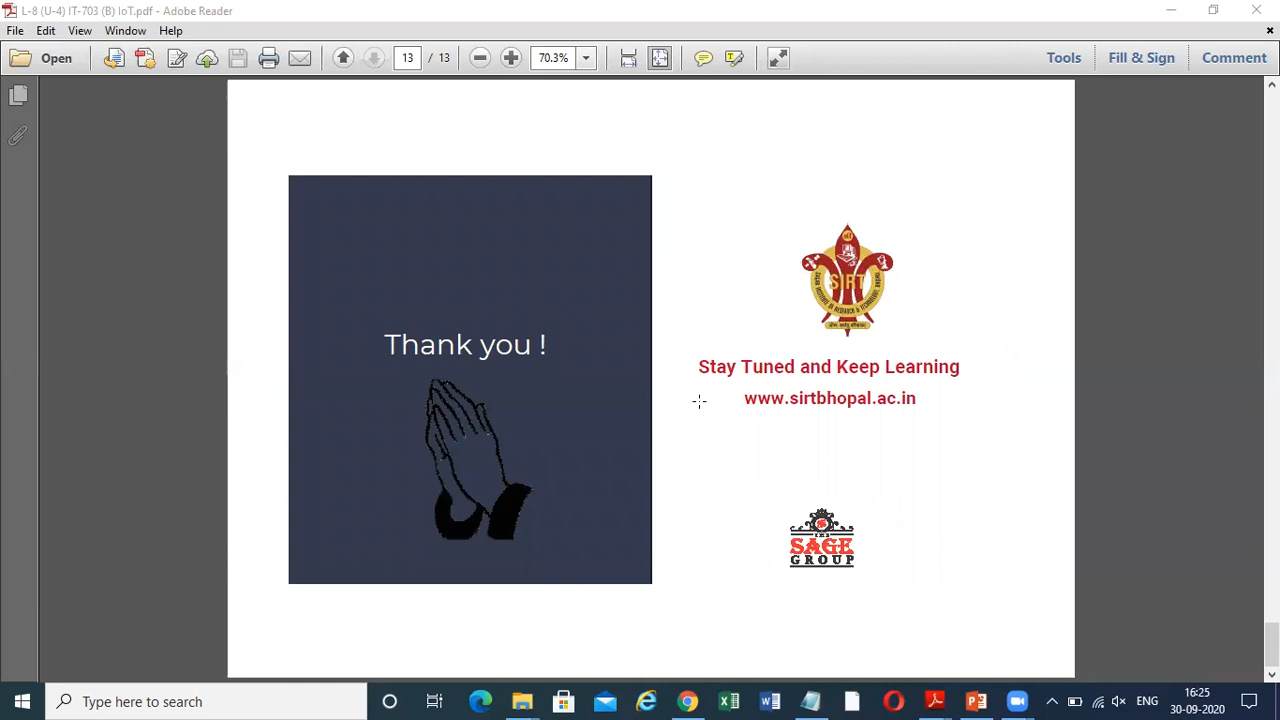 L-8 (U-4) IT-703 (B) IoT.pdf - Adobe Reader
File Edit View Window Help
Open 13 / 13 70.3% Tools Fill & Sign Comment
Thank you !
SIRT
Stay Tuned and Keep Learning
www.sirtbhopal.ac.in
THE
SAGE
GROUP
Type here to search
ENG
16:25
30-09-2020